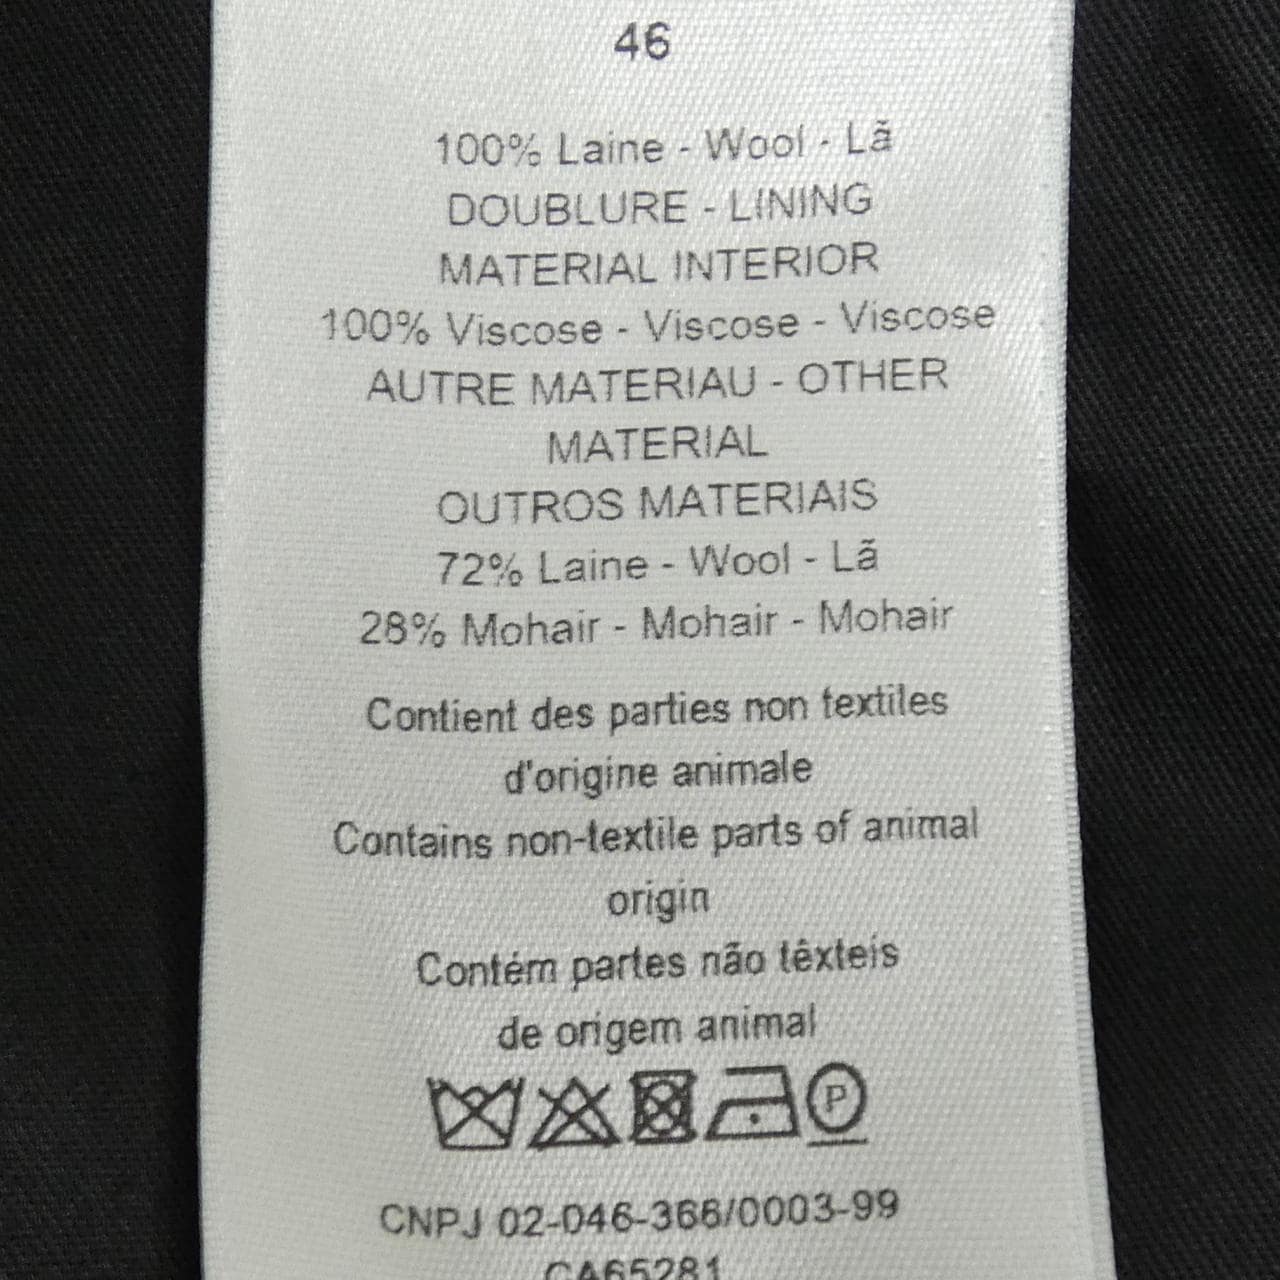 46
100% Laine - Wool - Lã
DOUBLURE - LINING
MATERIAL INTERIOR
100% Viscose - Viscose - Viscose
AUTRE MATERIAU - OTHER
MATERIAL
OUTROS MATERIAIS
72% Laine - Wool - Lã
28% Mohair - Mohair - Mohair
Contient des parties non textiles
d'origine animale
Contains non-textile parts of animal
origin
Contém partes não têxteis
de origem animal
P
CNPJ 02-046-366/0003-99
CA65281